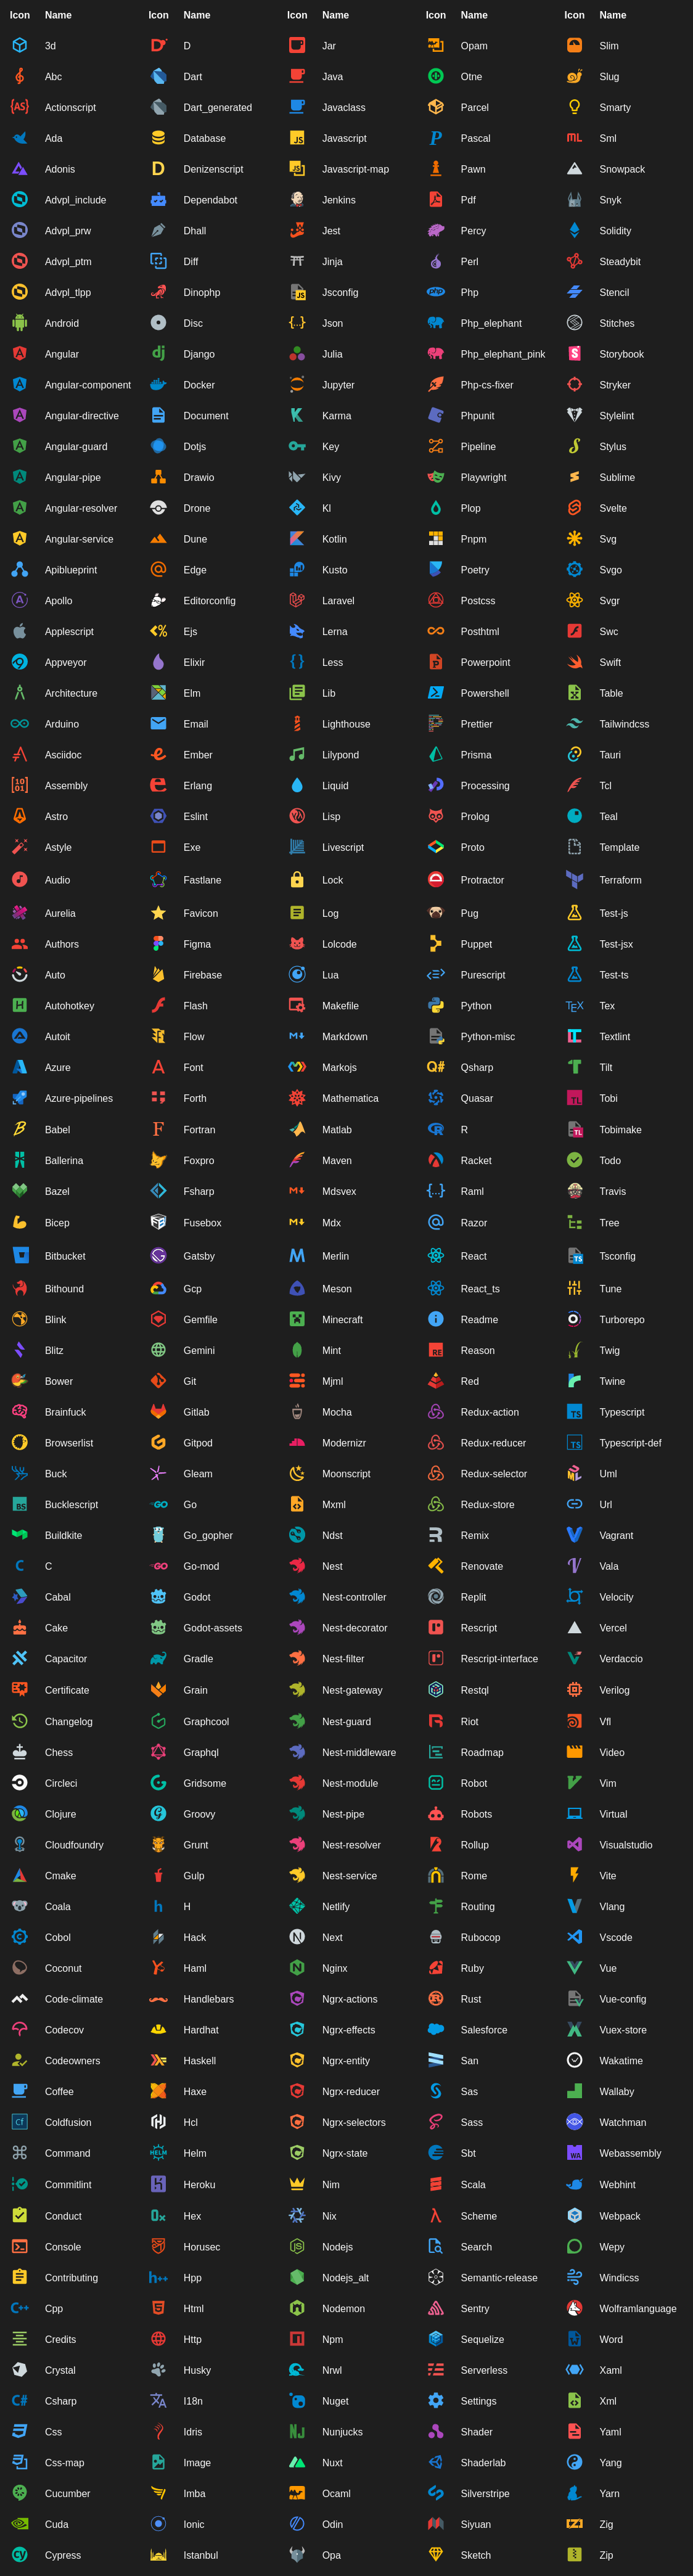 Icon Name Icon Name Icon Name Icon Name Icon Name
3d D Jar Opam Slim
Abc Dart Java Otne Slug
Actionscript Dart_generated Javaclass Parcel Smarty
Ada Database Javascript Pascal Sml
Adonis Denizenscript Javascript-map Pawn Snowpack
Advpl_include Dependabot Jenkins Pdf Snyk
Advpl_prw Dhall Jest Percy Solidity
Advpl_ptm Diff Jinja Perl Steadybit
Advpl_tlpp Dinophp Jsconfig Php Stencil
Android Disc Json Php_elephant Stitches
Angular Django Julia Php_elephant_pink Storybook
Angular-component Docker Jupyter Php-cs-fixer Stryker
Angular-directive Document Karma Phpunit Stylelint
Angular-guard Dotjs Key Pipeline Stylus
Angular-pipe Drawio Kivy Playwright Sublime
Angular-resolver Drone Kl Plop Svelte
Angular-service Dune Kotlin Pnpm Svg
Apiblueprint Edge Kusto Poetry Svgo
Apollo Editorconfig Laravel Postcss Svgr
Applescript Ejs Lerna Posthtml Swc
Appveyor Elixir Less Powerpoint Swift
Architecture Elm Lib Powershell Table
Arduino Email Lighthouse Prettier Tailwindcss
Asciidoc Ember Lilypond Prisma Tauri
Assembly Erlang Liquid Processing Tcl
Astro Eslint Lisp Prolog Teal
Astyle Exe Livescript Proto Template
Audio Fastlane Lock Protractor Terraform
Aurelia Favicon Log Pug Test-js
Authors Figma Lolcode Puppet Test-jsx
Auto Firebase Lua Purescript Test-ts
Autohotkey Flash Makefile Python Tex
Autoit Flow Markdown Python-misc Textlint
Azure Font Markojs Qsharp Tilt
Azure-pipelines Forth Mathematica Quasar Tobi
Babel Fortran Matlab R Tobimake
Ballerina Foxpro Maven Racket Todo
Bazel Fsharp Mdsvex Raml Travis
Bicep Fusebox Mdx Razor Tree
Bitbucket Gatsby Merlin React Tsconfig
Bithound Gcp Meson React_ts Tune
Blink Gemfile Minecraft Readme Turborepo
Blitz Gemini Mint Reason Twig
Bower Git Mjml Red Twine
Brainfuck Gitlab Mocha Redux-action Typescript
Browserlist Gitpod Modernizr Redux-reducer Typescript-def
Buck Gleam Moonscript Redux-selector Uml
Bucklescript Go Mxml Redux-store Url
Buildkite Go_gopher Ndst Remix Vagrant
C Go-mod Nest Renovate Vala
Cabal Godot Nest-controller Replit Velocity
Cake Godot-assets Nest-decorator Rescript Vercel
Capacitor Gradle Nest-filter Rescript-interface Verdaccio
Certificate Grain Nest-gateway Restql Verilog
Changelog Graphcool Nest-guard Riot Vfl
Chess Graphql Nest-middleware Roadmap Video
Circleci Gridsome Nest-module Robot Vim
Clojure Groovy Nest-pipe Robots Virtual
Cloudfoundry Grunt Nest-resolver Rollup Visualstudio
Cmake Gulp Nest-service Rome Vite
Coala H Netlify Routing Vlang
Cobol Hack Next Rubocop Vscode
Coconut Haml Nginx Ruby Vue
Code-climate Handlebars Ngrx-actions Rust Vue-config
Codecov Hardhat Ngrx-effects Salesforce Vuex-store
Codeowners Haskell Ngrx-entity San Wakatime
Coffee Haxe Ngrx-reducer Sas Wallaby
Coldfusion Hcl Ngrx-selectors Sass Watchman
Command Helm Ngrx-state Sbt Webassembly
Commitlint Heroku Nim Scala Webhint
Conduct Hex Nix Scheme Webpack
Console Horusec Nodejs Search Wepy
Contributing Hpp Nodejs_alt Semantic-release Windicss
Cpp Html Nodemon Sentry Wolframlanguage
Credits Http Npm Sequelize Word
Crystal Husky Nrwl Serverless Xaml
Csharp I18n Nuget Settings Xml
Css Idris Nunjucks Shader Yaml
Css-map Image Nuxt Shaderlab Yang
Cucumber Imba Ocaml Silverstripe Yarn
Cuda Ionic Odin Siyuan Zig
Cypress Istanbul Opa Sketch Zip